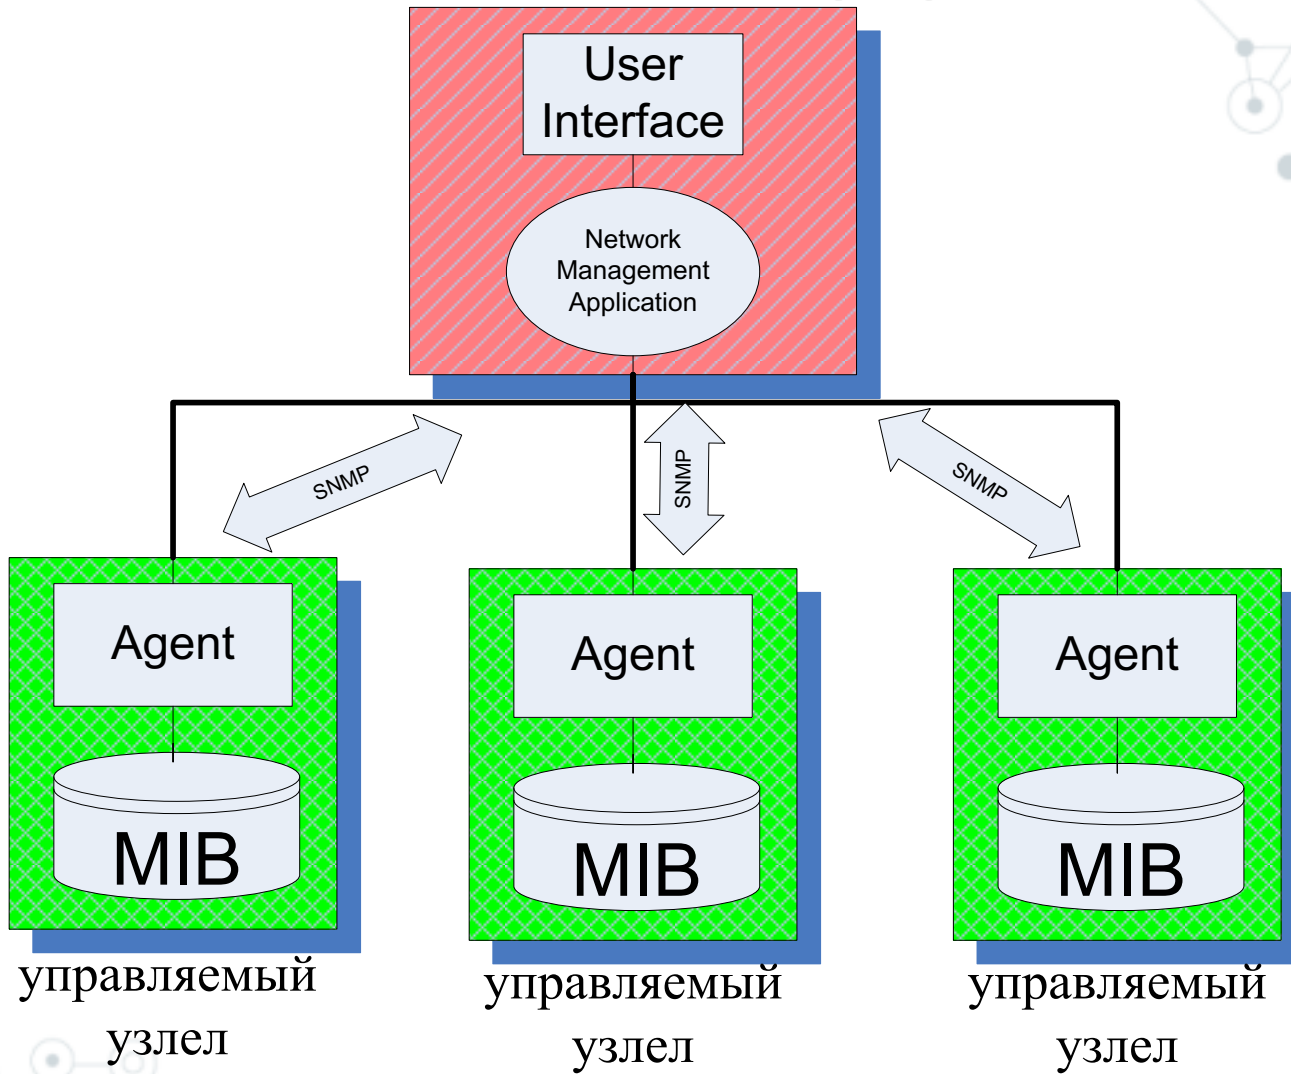 User
Interface
Network
Management
Application
SNMP
SNMP
SNMP
Agent
Agent
Agent
MIB
MIB
MIB
управляемый
узлел
управляемый
узлел
управляемый
узлел